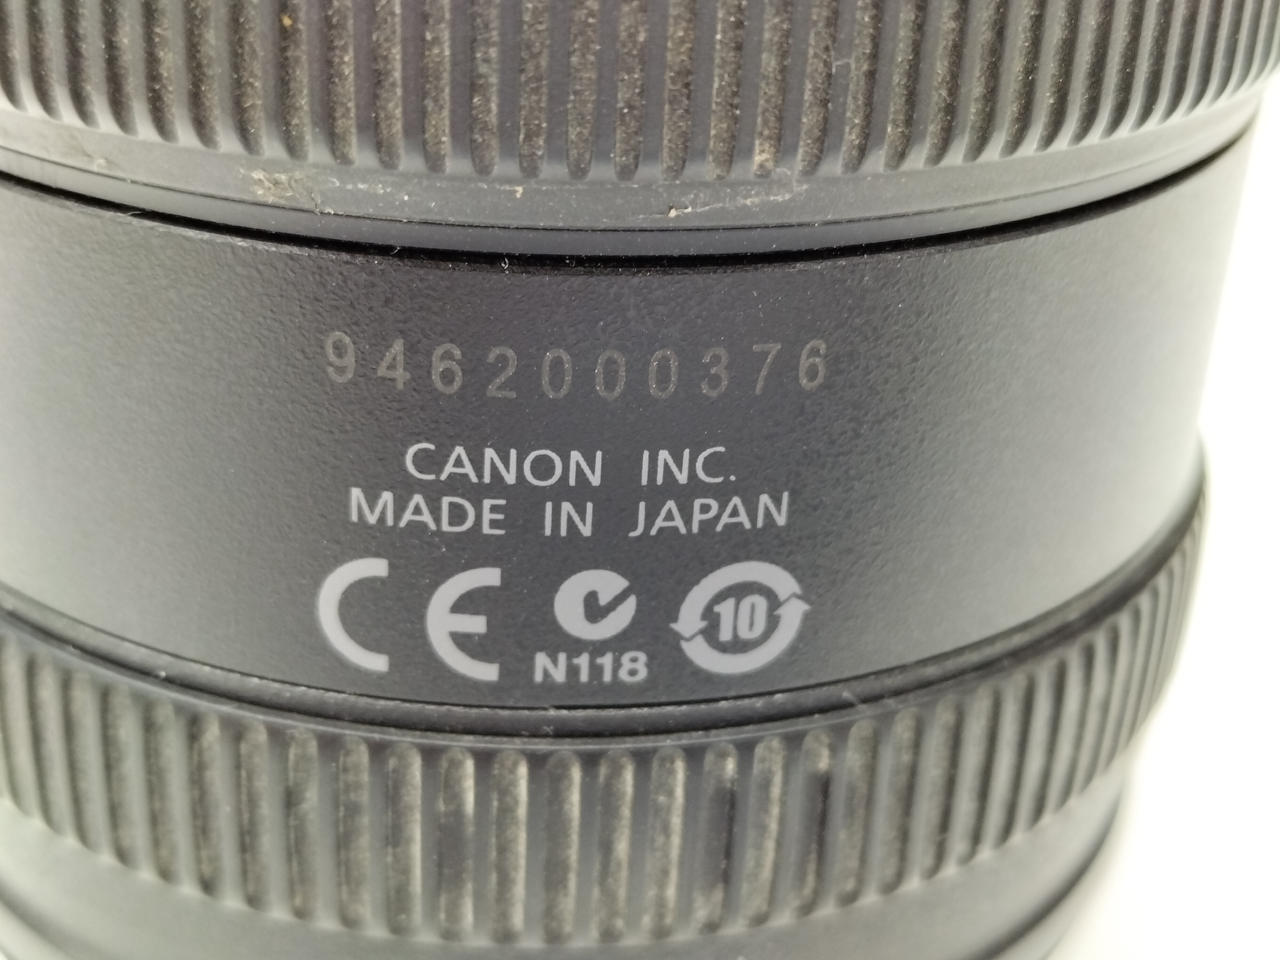 9462000376
CANON INC.
MADE IN JAPAN
CE N118 10